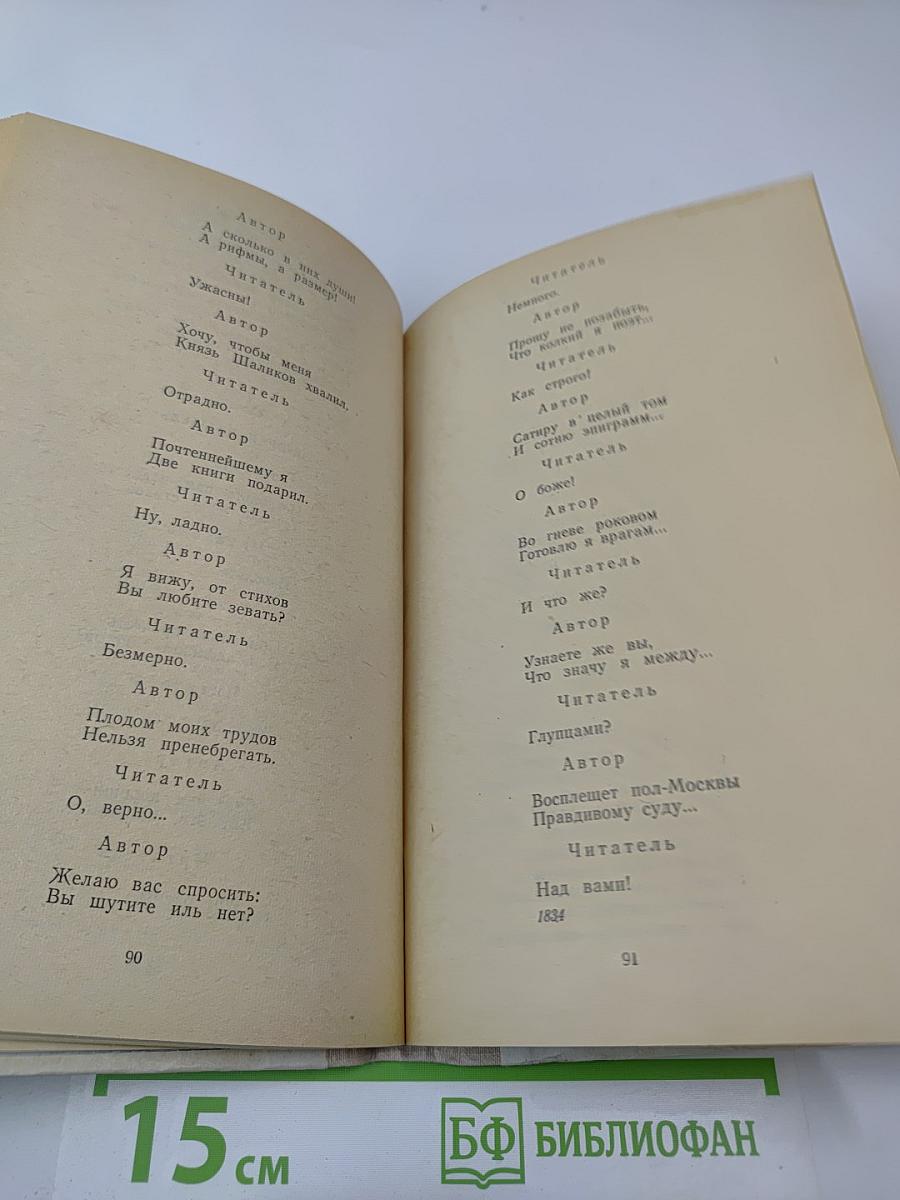 Автор
А сколько в них души!
А рифмы, а размер!
Читатель
Ужасны!
Автор
Хочу, чтобы меня
Князь Шаликов хвалил.
Читатель
Отрадно.
Автор
Почтеннейшему я
Две книги подарил.
Читатель
Ну, ладно.
Автор
Я вижу, от стихов
Вы любите зевать?
Читатель
Безмерно.
Автор
Плодом моих трудов
Нельзя пренебрегать.
Читатель
О, верно...
Автор
Желаю вас спросить:
Вы шутите иль нет?
90
Читатель
Немного.
Автор
Прошу не позабыть,
Что колкий я поэт...
Читатель
Как строго!
Автор
Сатиру в целый том
И сотню эпиграмм...
Читатель
О боже!
Автор
Во гневе роковом
Готовлю я врагам...
Читатель
И что же?
Автор
Узнаете же вы,
Что значу я между...
Читатель
Глупцами?
Автор
Восплещет пол-Москвы
Правдивому суду...
Читатель
Над вами!
1834
91
15 см
БФ БИБЛИОФАН